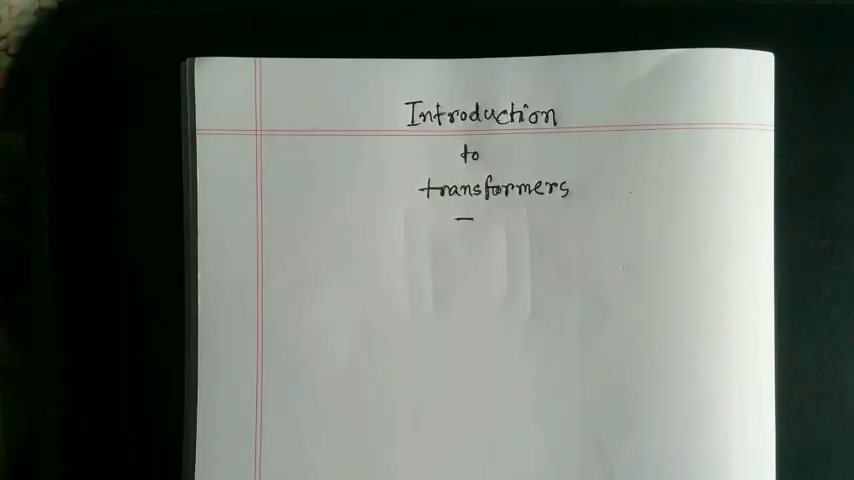 Introduction
to
transformers
—